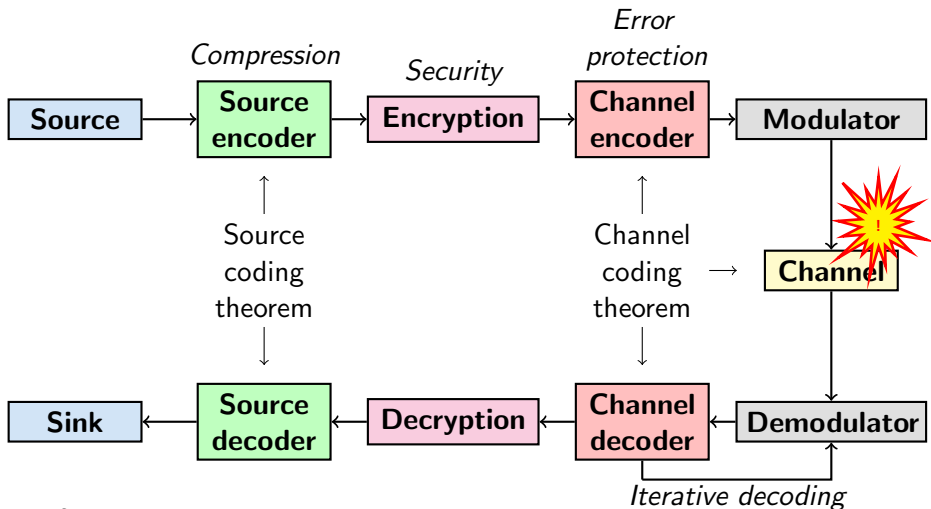 Compression
Security
Error
protection
Source
Source
encoder
Encryption
Channel
encoder
Modulator
!
Source
coding
theorem
Channel
coding
theorem
Channel
Sink
Source
decoder
Decryption
Channel
decoder
Demodulator
Iterative decoding